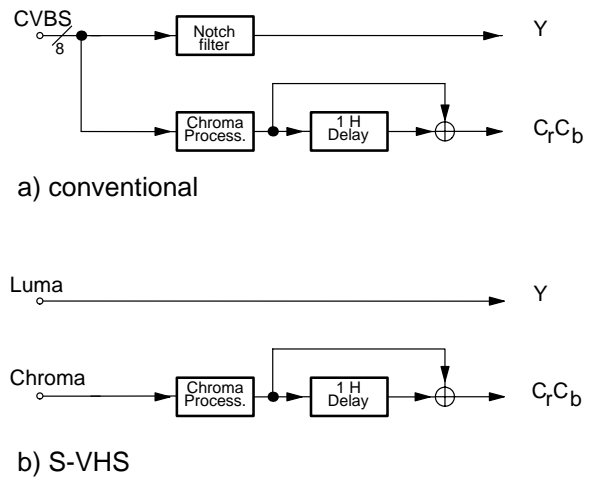 CVBS
8
Notch
filter
Y
Chroma
Process.
1 H
Delay
CrCb
a) conventional
Luma
Y
Chroma
Chroma
Process.
1 H
Delay
CrCb
b) S-VHS